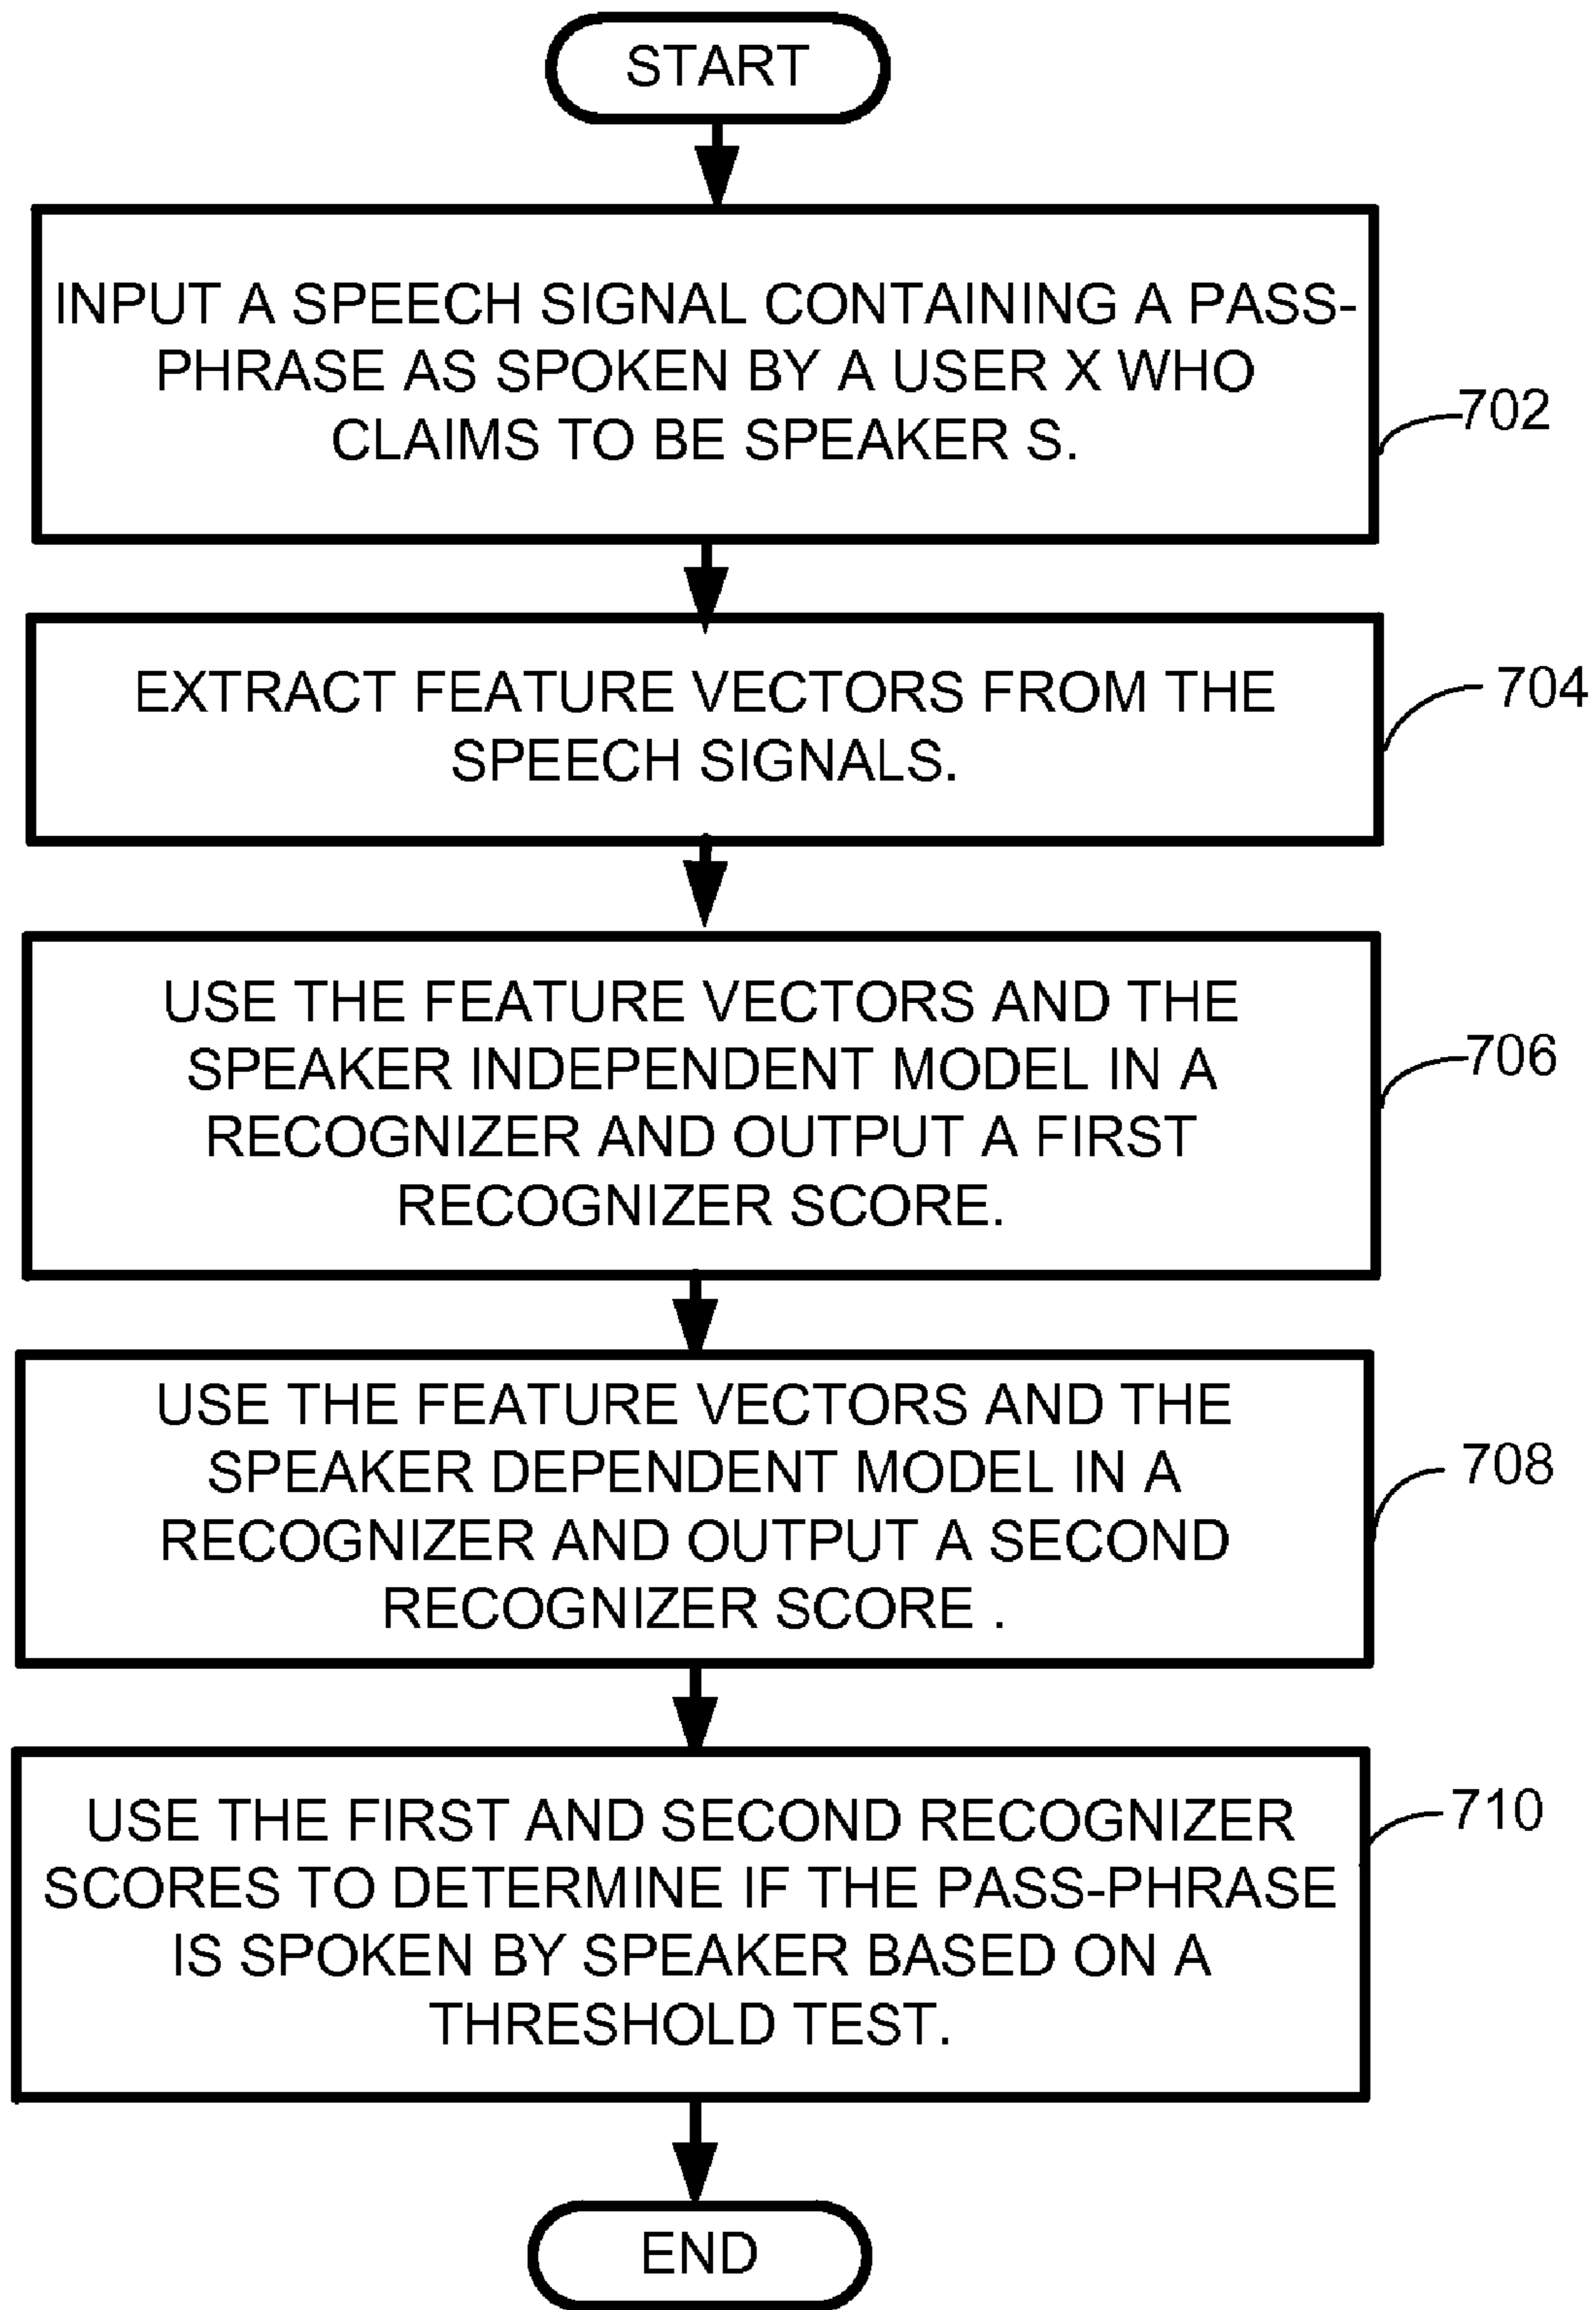 START
INPUT A SPEECH SIGNAL CONTAINING A PASS-
PHRASE AS SPOKEN BY A USER X WHO
CLAIMS TO BE SPEAKER S.
702
EXTRACT FEATURE VECTORS FROM THE
SPEECH SIGNALS.
704
USE THE FEATURE VECTORS AND THE
SPEAKER INDEPENDENT MODEL IN A
RECOGNIZER AND OUTPUT A FIRST
RECOGNIZER SCORE.
706
USE THE FEATURE VECTORS AND THE
SPEAKER DEPENDENT MODEL IN A
RECOGNIZER AND OUTPUT A SECOND
RECOGNIZER SCORE .
708
USE THE FIRST AND SECOND RECOGNIZER
SCORES TO DETERMINE IF THE PASS-PHRASE
IS SPOKEN BY SPEAKER BASED ON A
THRESHOLD TEST.
710
END